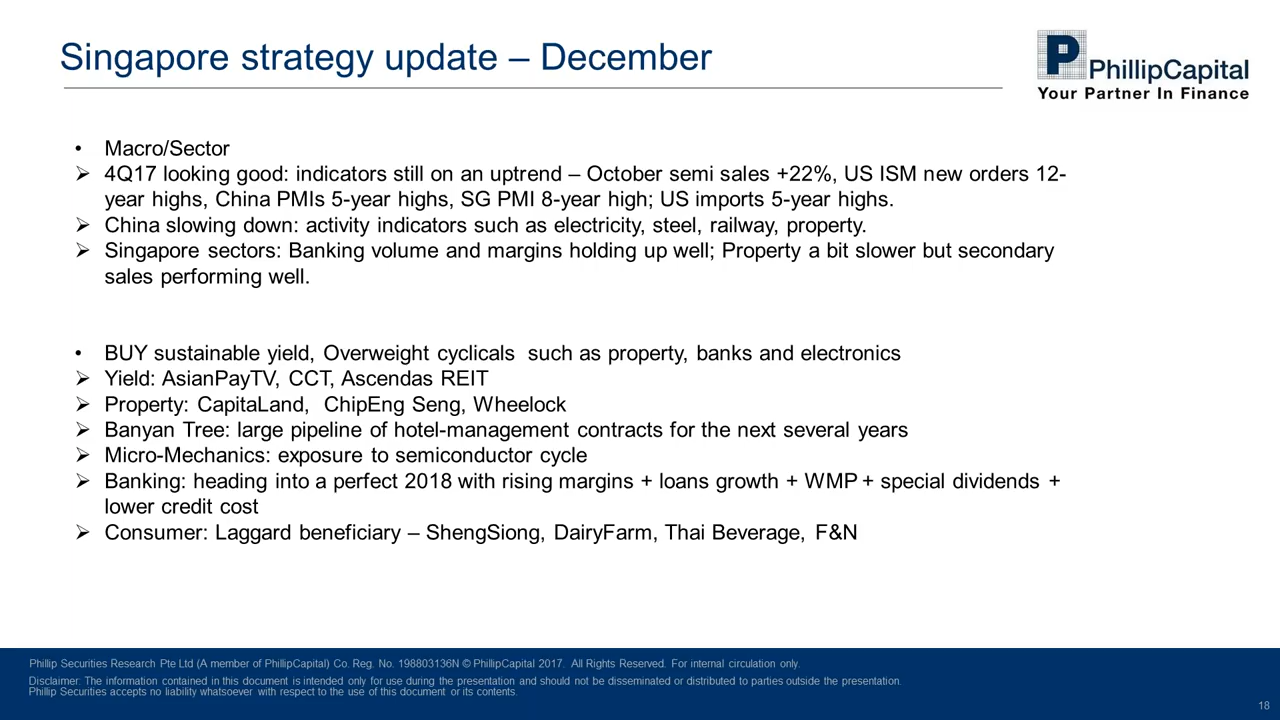 Singapore strategy update – December
P PhillipCapital
Your Partner In Finance
• Macro/Sector
➢ 4Q17 looking good: indicators still on an uptrend – October semi sales +22%, US ISM new orders 12-
year highs, China PMIs 5-year highs, SG PMI 8-year high; US imports 5-year highs.
➢ China slowing down: activity indicators such as electricity, steel, railway, property.
➢ Singapore sectors: Banking volume and margins holding up well; Property a bit slower but secondary
sales performing well.
• BUY sustainable yield, Overweight cyclicals such as property, banks and electronics
➢ Yield: AsianPayTV, CCT, Ascendas REIT
➢ Property: CapitaLand, ChipEng Seng, Wheelock
➢ Banyan Tree: large pipeline of hotel-management contracts for the next several years
➢ Micro-Mechanics: exposure to semiconductor cycle
➢ Banking: heading into a perfect 2018 with rising margins + loans growth + WMP + special dividends +
lower credit cost
➢ Consumer: Laggard beneficiary – ShengSiong, DairyFarm, Thai Beverage, F&N
Phillip Securities Research Pte Ltd (A member of PhillipCapital) Co. Reg. No. 198803136N © PhillipCapital 2017. All Rights Reserved. For internal circulation only.
Disclaimer: The information contained in this document is intended only for use during the presentation and should not be disseminated or distributed to parties outside the presentation.
Phillip Securities accepts no liability whatsoever with respect to the use of this document or its contents.
18